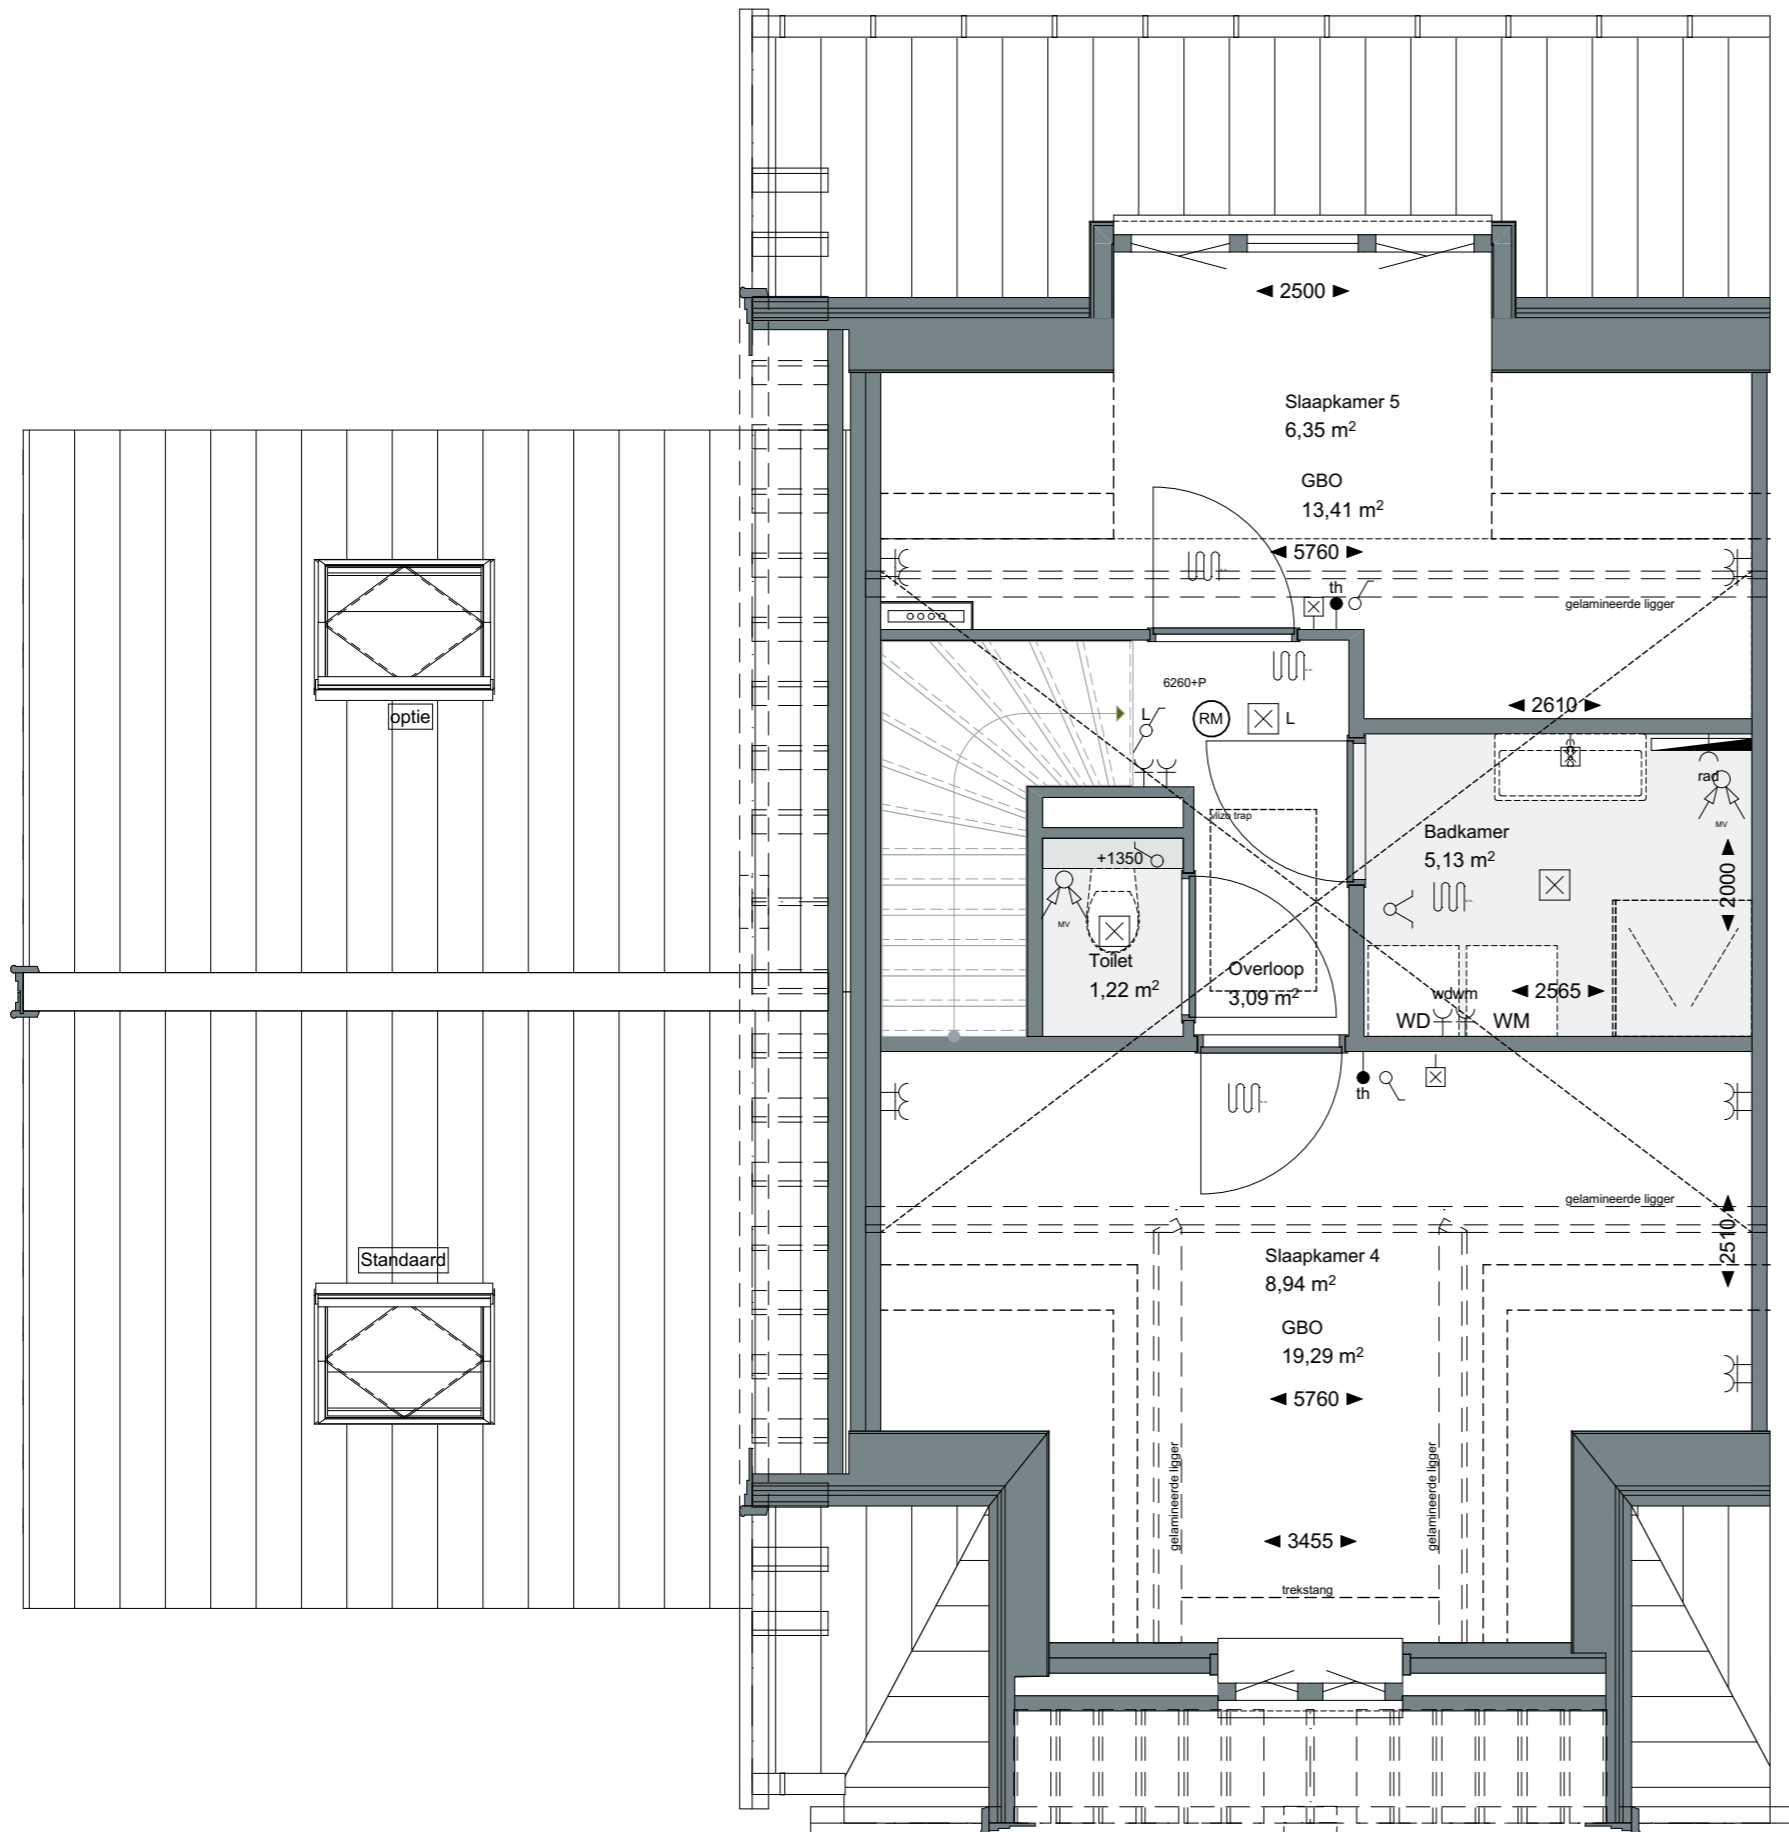 2500
Slaapkamer 5
6,35 m²
GBO
13,41 m²
5760
th
gelamineerde ligger
optie
6260+P
L
RM
L
2610
rad
MV
vlizo trap
Badkamer
5,13 m²
2000
+1350
MV
Toilet
1,22 m²
Overloop
3,09 m²
wdwm
2565
WD
WM
th
gelamineerde ligger
2510
Standaard
Slaapkamer 4
8,94 m²
GBO
19,29 m²
5760
gelamineerde ligger
gelamineerde ligger
3455
trekstang